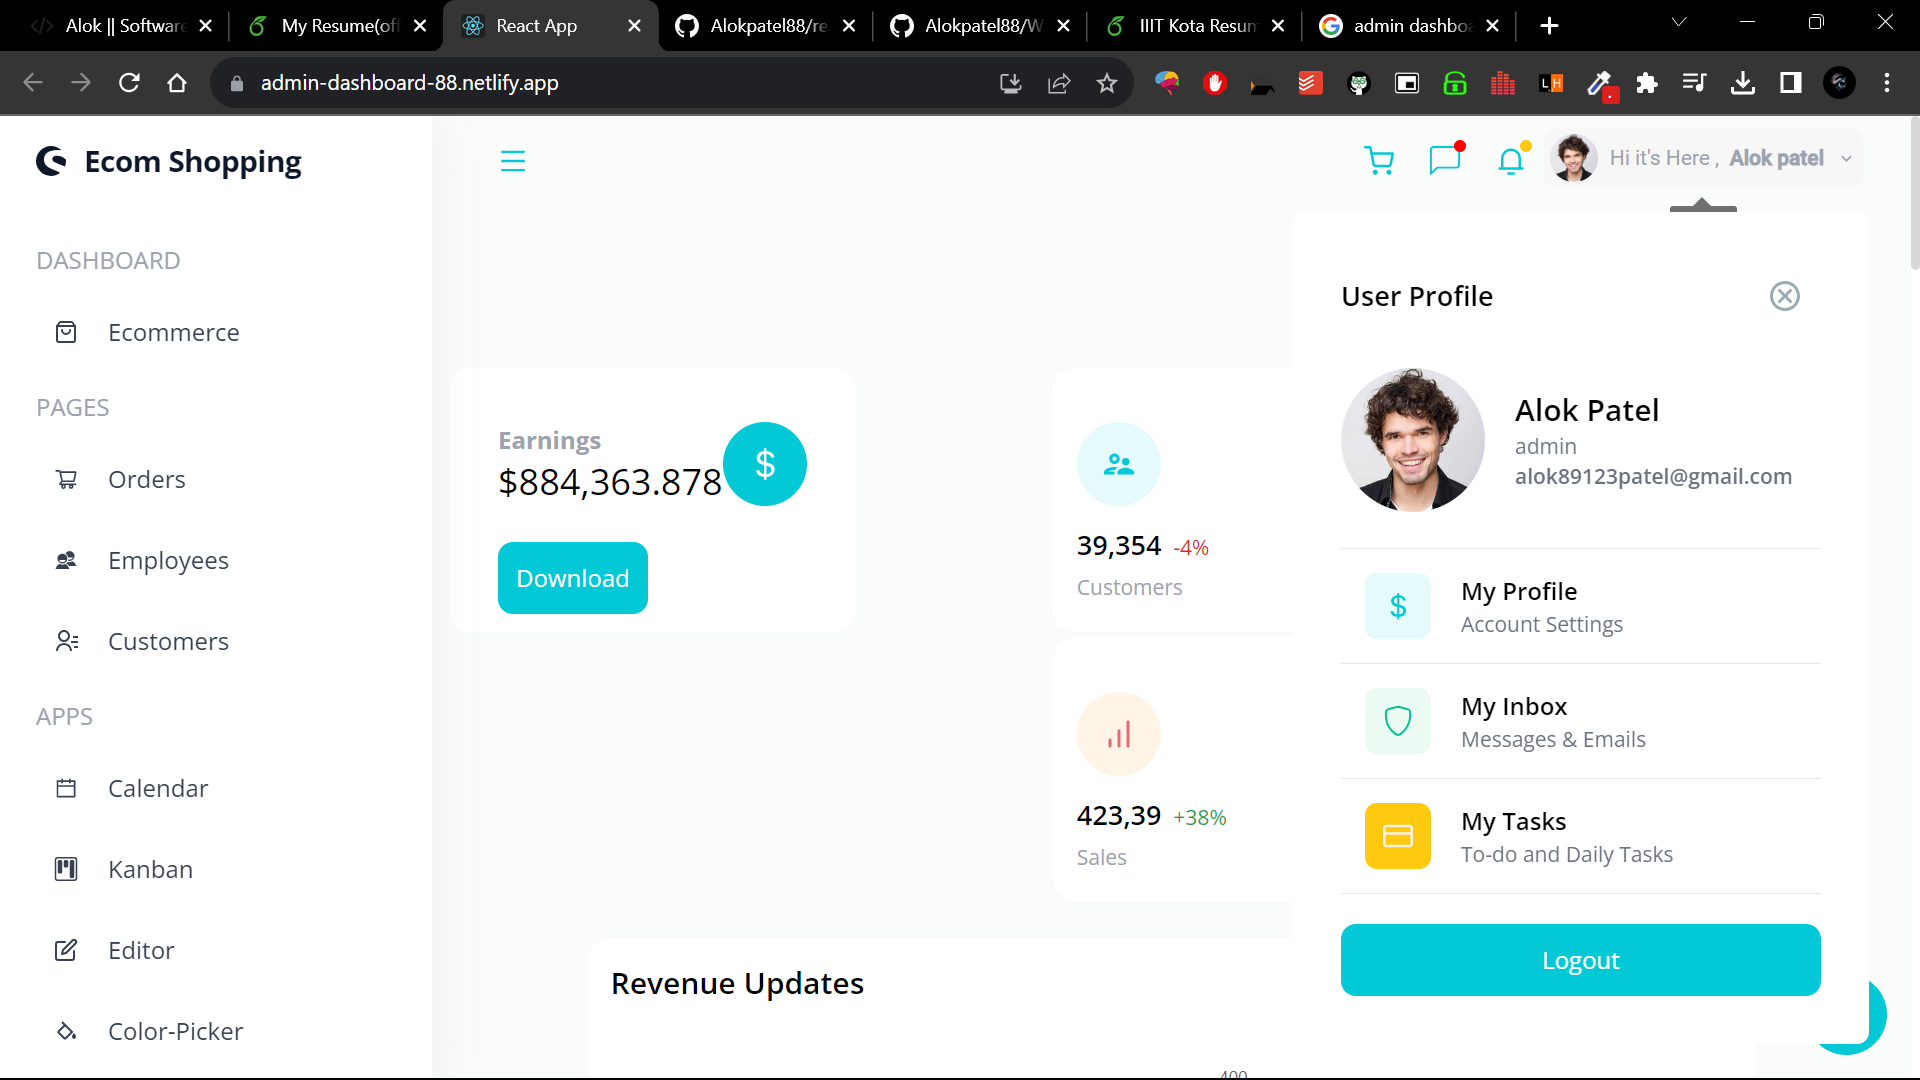 Alok || Software
My Resume(off
React App
Alokpatel88/re
Alokpatel88/W
IIIT Kota Resum
admin dashboa
admin-dashboard-88.netlify.app
Ecom Shopping
Hi it's Here , Alok patel
DASHBOARD
Ecommerce
PAGES
Orders
Employees
Customers
APPS
Calendar
Kanban
Editor
Color-Picker
Earnings
$884,363.878
$
Download
39,354 -4%
Customers
423,39 +38%
Sales
Revenue Updates
400
User Profile
Alok Patel
admin
alok89123patel@gmail.com
$
My Profile
Account Settings
My Inbox
Messages & Emails
My Tasks
To-do and Daily Tasks
Logout